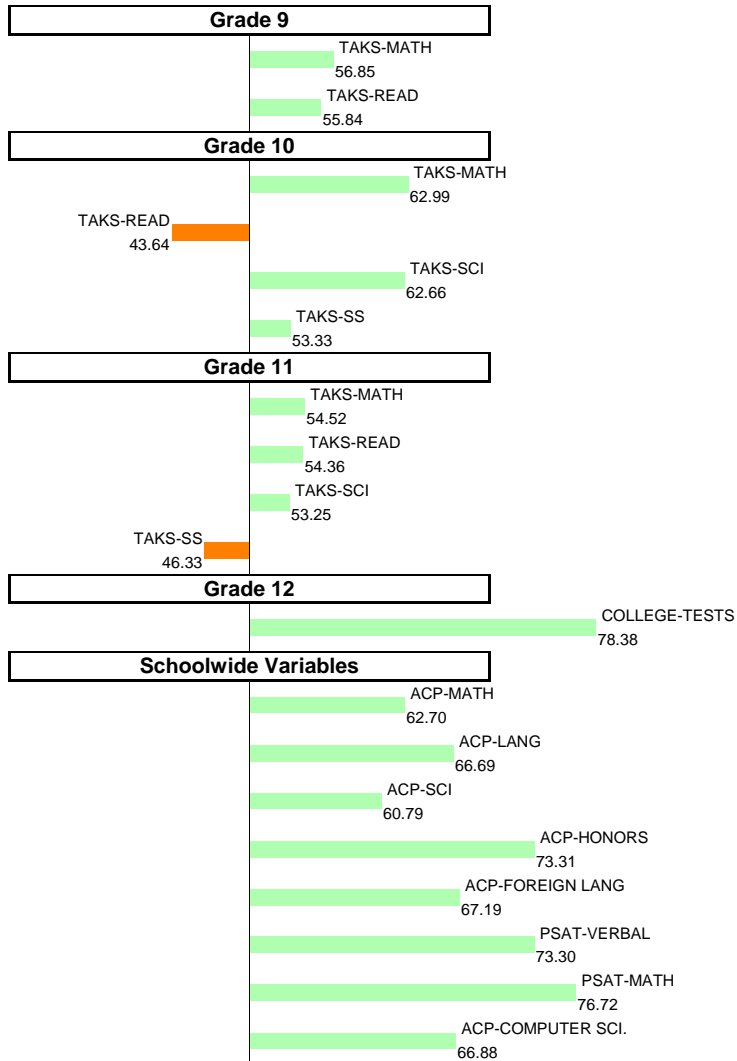 Grade 9
TAKS-MATH
56.85
TAKS-READ
55.84
Grade 10
TAKS-MATH
62.99
TAKS-READ
43.64
TAKS-SCI
62.66
TAKS-SS
53.33
Grade 11
TAKS-MATH
54.52
TAKS-READ
54.36
TAKS-SCI
53.25
TAKS-SS
46.33
Grade 12
COLLEGE-TESTS
78.38
Schoolwide Variables
ACP-MATH
62.70
ACP-LANG
66.69
ACP-SCI
60.79
ACP-HONORS
73.31
ACP-FOREIGN LANG
67.19
PSAT-VERBAL
73.30
PSAT-MATH
76.72
ACP-COMPUTER SCI.
66.88